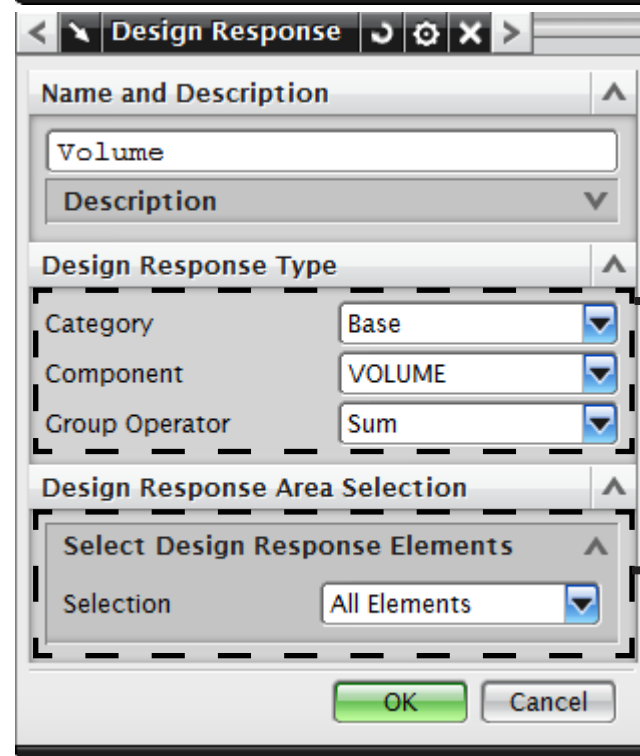 Design Response
Name and Description
Volume
Description
Design Response Type
Category Base
Component VOLUME
Group Operator Sum
Design Response Area Selection
Select Design Response Elements
Selection All Elements
OK Cancel